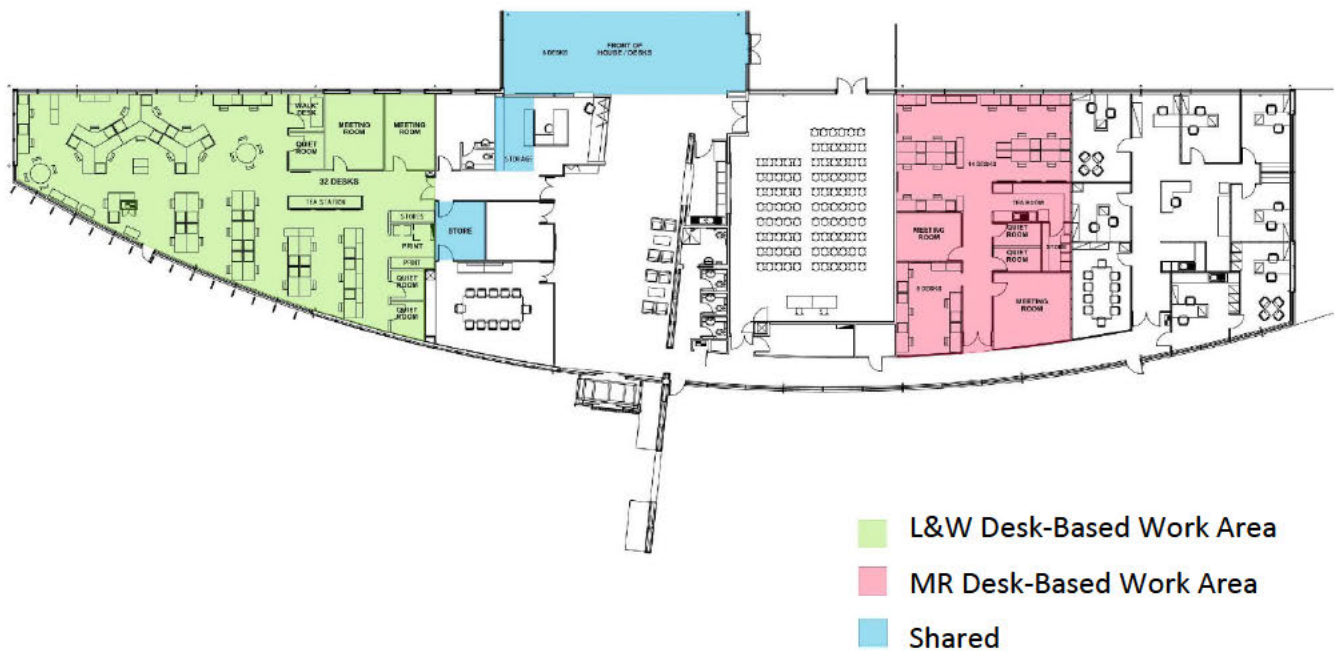 FRONT OF
6 DESKS
HOUSE / DESKS
WALK'
DESK
MEETING
ROOM
MEETING
ROOM
QUIET
ROOM
STORAGE
32 DESKS
TEA STATION
STORES
PRINT
PRINT
QUIET
ROOM
QUIET
ROOM
STORE
14 DESKS
TEA ROOM
MEETING
ROOM
QUIET
ROOM
QUIET
ROOM
MEETING
ROOM
L&W Desk-Based Work Area
MR Desk-Based Work Area
Shared